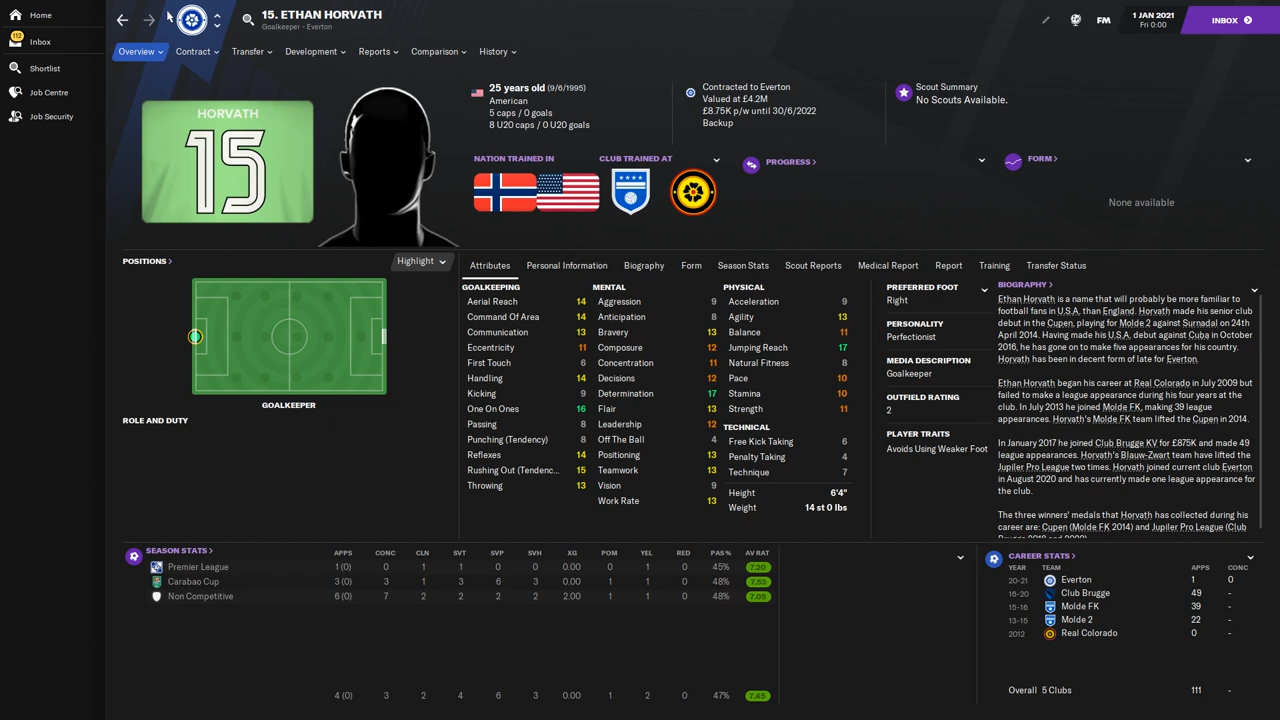 Home
112
Inbox
Shortlist
Job Centre
Job Security
15. ETHAN HORVATH
Goalkeeper - Everton
FM
1 JAN 2021
Fri 0:00
INBOX
Overview
Contract
Transfer
Development
Reports
Comparison
History
HORVATH
15
25 years old (9/6/1995)
American
5 caps / 0 goals
8 U20 caps / 0 U20 goals
Contracted to Everton
Valued at £4.2M
£8.75K p/w until 30/6/2022
Backup
Scout Summary
No Scouts Available.
NATION TRAINED IN
CLUB TRAINED AT
PROGRESS
FORM
None available
POSITIONS
Highlight
GOALKEEPER
ROLE AND DUTY
Attributes
Personal Information
Biography
Form
Season Stats
Scout Reports
Medical Report
Report
Training
Transfer Status
GOALKEEPING
Aerial Reach 14
Command Of Area 14
Communication 13
Eccentricity 11
First Touch 6
Handling 14
Kicking 9
One On Ones 16
Passing 8
Punching (Tendency) 8
Reflexes 14
Rushing Out (Tendenc... 15
Throwing 13
MENTAL
Aggression 9
Anticipation 8
Bravery 13
Composure 12
Concentration 11
Decisions 12
Determination 17
Flair 13
Leadership 12
Off The Ball 4
Positioning 13
Teamwork 13
Vision 9
Work Rate 13
PHYSICAL
Acceleration 9
Agility 13
Balance 11
Jumping Reach 17
Natural Fitness 8
Pace 10
Stamina 10
Strength 11
TECHNICAL
Free Kick Taking 6
Penalty Taking 4
Technique 7
Height 6'4"
Weight 14 st 0 lbs
PREFERRED FOOT
Right
PERSONALITY
Perfectionist
MEDIA DESCRIPTION
Goalkeeper
OUTFIELD RATING
2
PLAYER TRAITS
Avoids Using Weaker Foot
BIOGRAPHY
Ethan Horvath is a name that will probably be more familiar to
football fans in U.S.A. than England. Horvath made his senior club
debut in the Cupen, playing for Molde 2 against Surnadal on 24th
April 2014. Having made his U.S.A. debut against Cuba in October
2016, he has gone on to make five appearances for his country.
Horvath has been in decent form of late for Everton.
Ethan Horvath began his career at Real Colorado in July 2009 but
failed to make a league appearance during his four years at the
club. In July 2013 he joined Molde FK, making 39 league
appearances. Horvath's Molde FK team lifted the Cupen in 2014.
In January 2017 he joined Club Brugge KV for £875K and made 49
league appearances. Horvath's Blauw-Zwart team have lifted the
Jupiler Pro League two times. Horvath joined current club Everton
in August 2020 and has currently made one league appearance for
the club.
The three winners' medals that Horvath has collected during his
career are: Cupen (Molde FK 2014) and Jupiler Pro League (Club
SEASON STATS
APPS CONC CLN SVT SVP SVH XG POM YEL RED PAS% AV RAT
Premier League 1 (0) 0 1 1 0 0 0.00 0 1 0 45% 7.20
Carabao Cup 3 (0) 3 1 3 6 3 0.00 1 1 0 48% 7.53
Non Competitive 6 (0) 7 2 2 2 2 2.00 1 1 0 48% 7.05
4 (0) 3 2 4 6 3 0.00 1 2 0 47% 7.45
CAREER STATS
YEAR TEAM APPS CONC
20-21 Everton 1 0
16-20 Club Brugge 49 -
15-16 Molde FK 39 -
13-15 Molde 2 22 -
2012 Real Colorado 0 -
Overall 5 Clubs 111 -